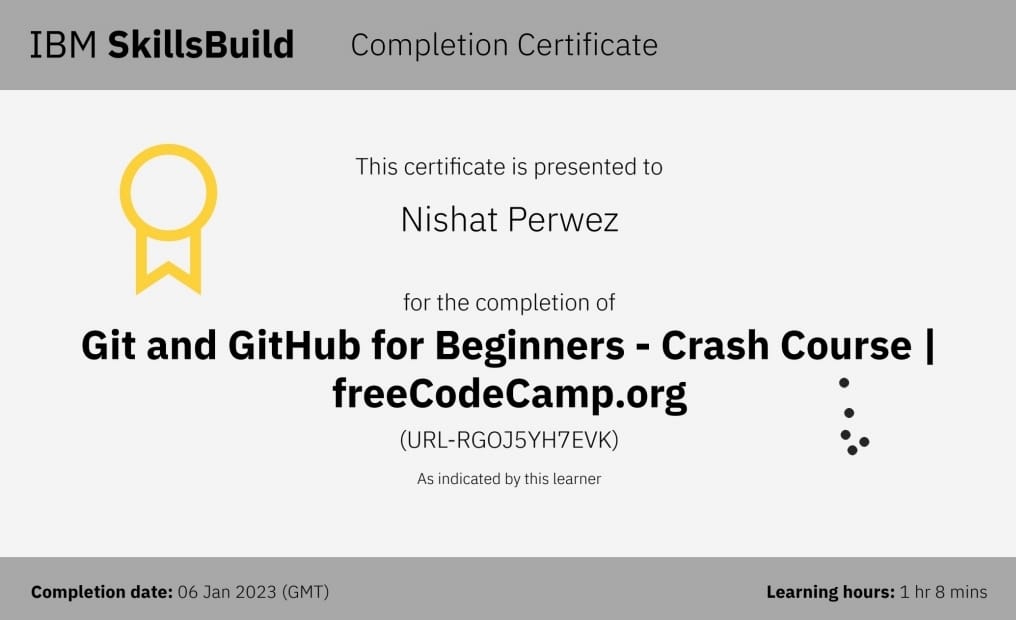 IBM SkillsBuild Completion Certificate
This certificate is presented to
Nishat Perwez
for the completion of
Git and GitHub for Beginners - Crash Course |
freeCodeCamp.org
(URL-RGOJ5YH7EVK)
As indicated by this learner
Completion date: 06 Jan 2023 (GMT) Learning hours: 1 hr 8 mins